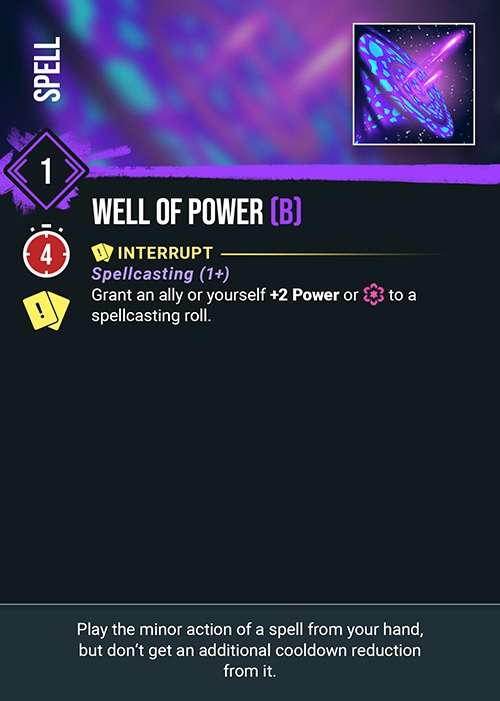 SPELL
1
WELL OF POWER (B)
4
! INTERRUPT
Spellcasting (1+)
!
Grant an ally or yourself +2 Power or to a
spellcasting roll.
Play the minor action of a spell from your hand,
but don't get an additional cooldown reduction
from it.